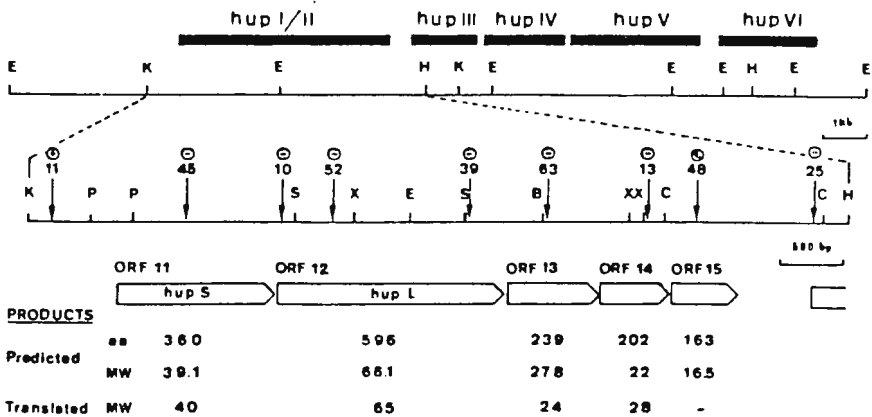 hup I/II hup III hup IV hup V hup VI
E K E H K E E E H E E
1 kb
11 45 10 52 39 63 13 48 25
K P P S X E S B XX C C H
500 bp
ORF 11 ORF 12 ORF 13 ORF 14 ORF 15
hup S hup L
PRODUCTS
Predicted
aa 360 596 239 202 163
MW 39.1 66.1 27.8 22 16.5
Translated MW 40 65 24 28 -